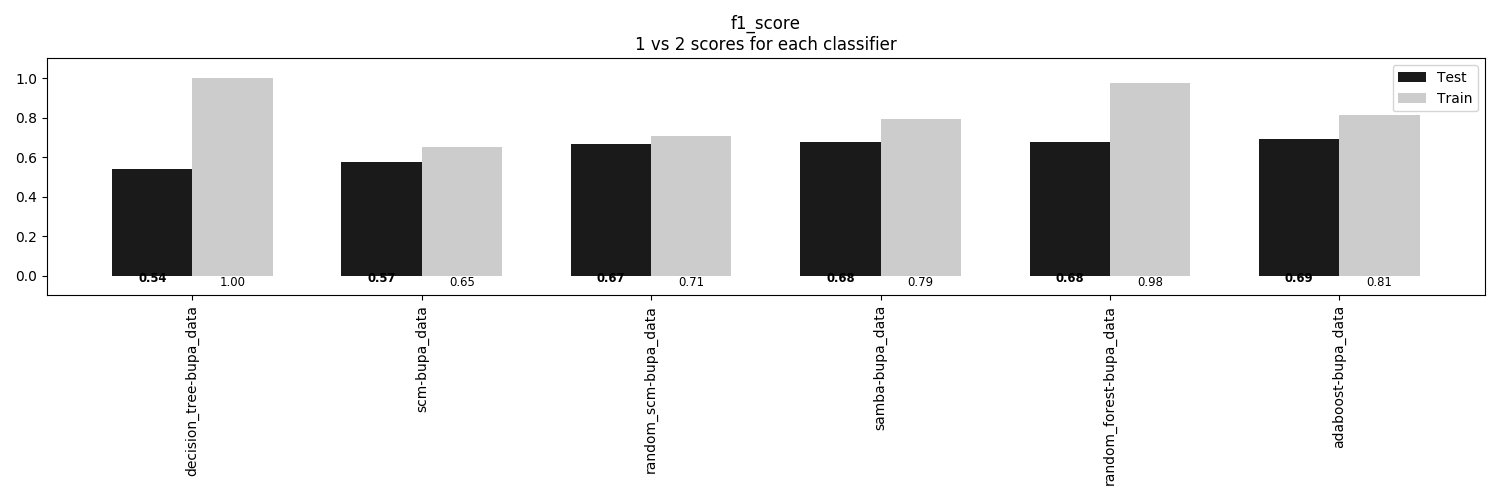 f1_score
1 vs 2 scores for each classifier
1.0
0.8
0.6
0.4
0.2
0.0
Test
Train
0.54
1.00
0.57
0.65
0.67
0.71
0.68
0.79
0.68
0.98
0.69
0.81
decision_tree-bupa_data
scm-bupa_data
random_scm-bupa_data
samba-bupa_data
random_forest-bupa_data
adaboost-bupa_data